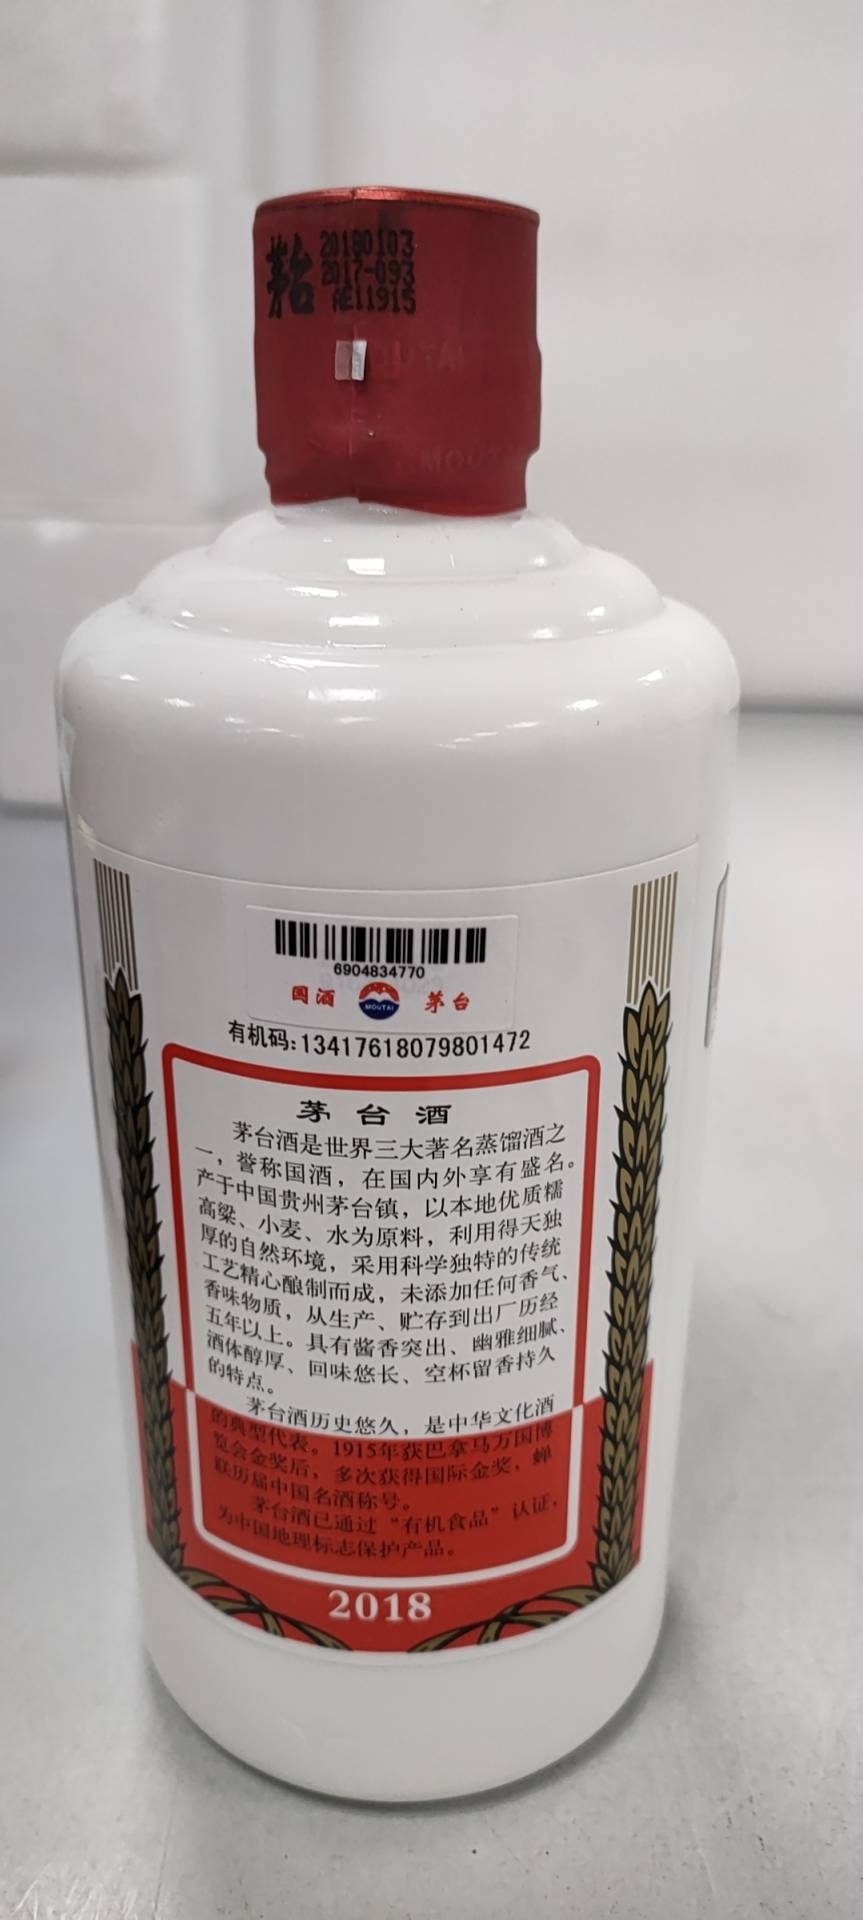 茅台
20180103
2017-093
AE11915
MOUTAI
6904834770
国酒 MOUTAI 茅台
有机码:13417618079801472
茅台酒
茅台酒是世界三大著名蒸馏酒之
一，誉称国酒，在国内外享有盛名。
产于中国贵州茅台镇，以本地优质糯
高粱、小麦、水为原料，利用得天独
厚的自然环境，采用科学独特的传统
工艺精心酿制而成，未添加任何香气、
香味物质，从生产、贮存到出厂历经
五年以上。具有酱香突出、幽雅细腻、
酒体醇厚、回味悠长、空杯留香持久
的特点。
茅台酒历史悠久，是中华文化酒
的典型代表。1915年获巴拿马万国博
览会金奖后，多次获得国际金奖，蝉
联历届中国名酒称号。
茅台酒已通过“有机食品”认证，
为中国地理标志保护产品。
2018